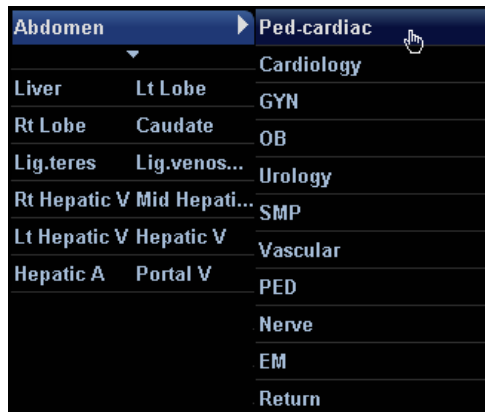 Abdomen
Liver Lt Lobe
Rt Lobe Caudate
Lig.teres Lig.venos...
Rt Hepatic V Mid Hepati...
Lt Hepatic V Hepatic V
Hepatic A Portal V
Ped-cardiac
Cardiology
GYN
OB
Urology
SMP
Vascular
PED
Nerve
EM
Return